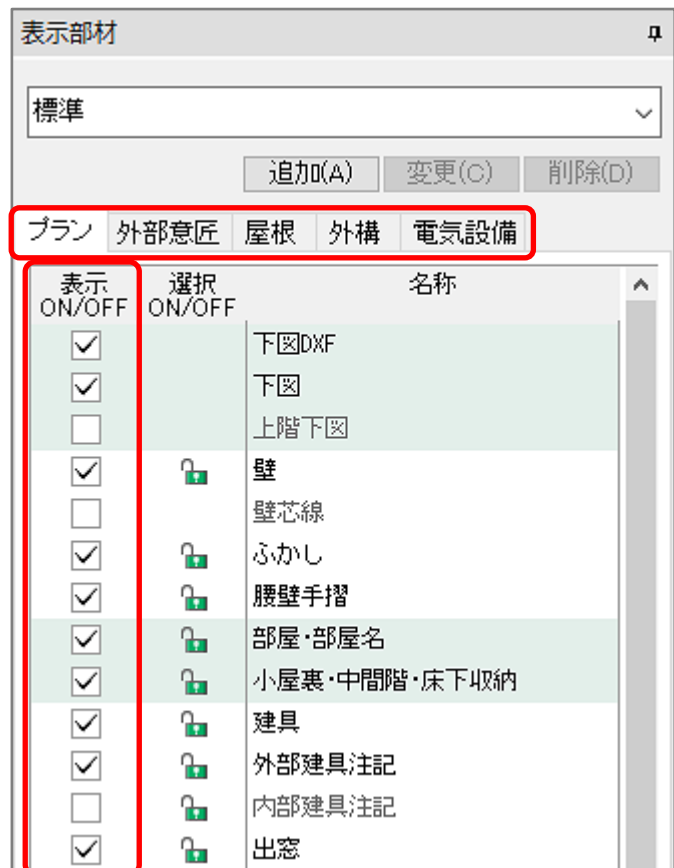 表示部材
標準
追加(A) 変更(C) 削除(D)
プラン 外部意匠 屋根 外構 電気設備
表示 選択 名称
ON/OFF ON/OFF
下図DXF
下図
上階下図
壁
壁芯線
ふかし
腰壁手摺
部屋・部屋名
小屋裏・中間階・床下収納
建具
外部建具注記
内部建具注記
出窓